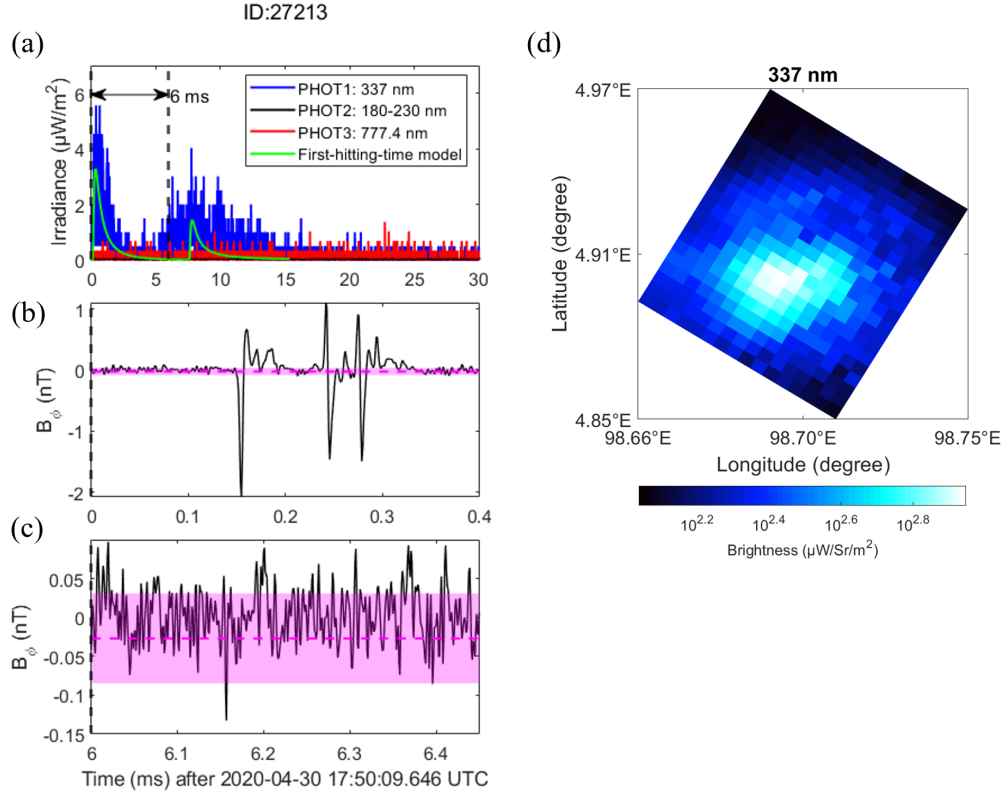 ID:27213
(a)
Irradiance (µW/m²)
6
4
2
0
6 ms
PHOT1: 337 nm
PHOT2: 180-230 nm
PHOT3: 777.4 nm
First-hitting-time model
0 5 10 15 20 25 30
(b)
B𝜙 (nT)
1
0
-1
-2
0 0.1 0.2 0.3 0.4
(c)
B𝜙 (nT)
0.05
0
-0.05
-0.1
-0.15
6 6.1 6.2 6.3 6.4
Time (ms) after 2020-04-30 17:50:09.646 UTC
(d)
337 nm
Latitude (degree)
4.97°E
4.91°E
4.85°E
98.66°E 98.70°E 98.75°E
Longitude (degree)
10^2.2 10^2.4 10^2.6 10^2.8
Brightness (µW/Sr/m²)